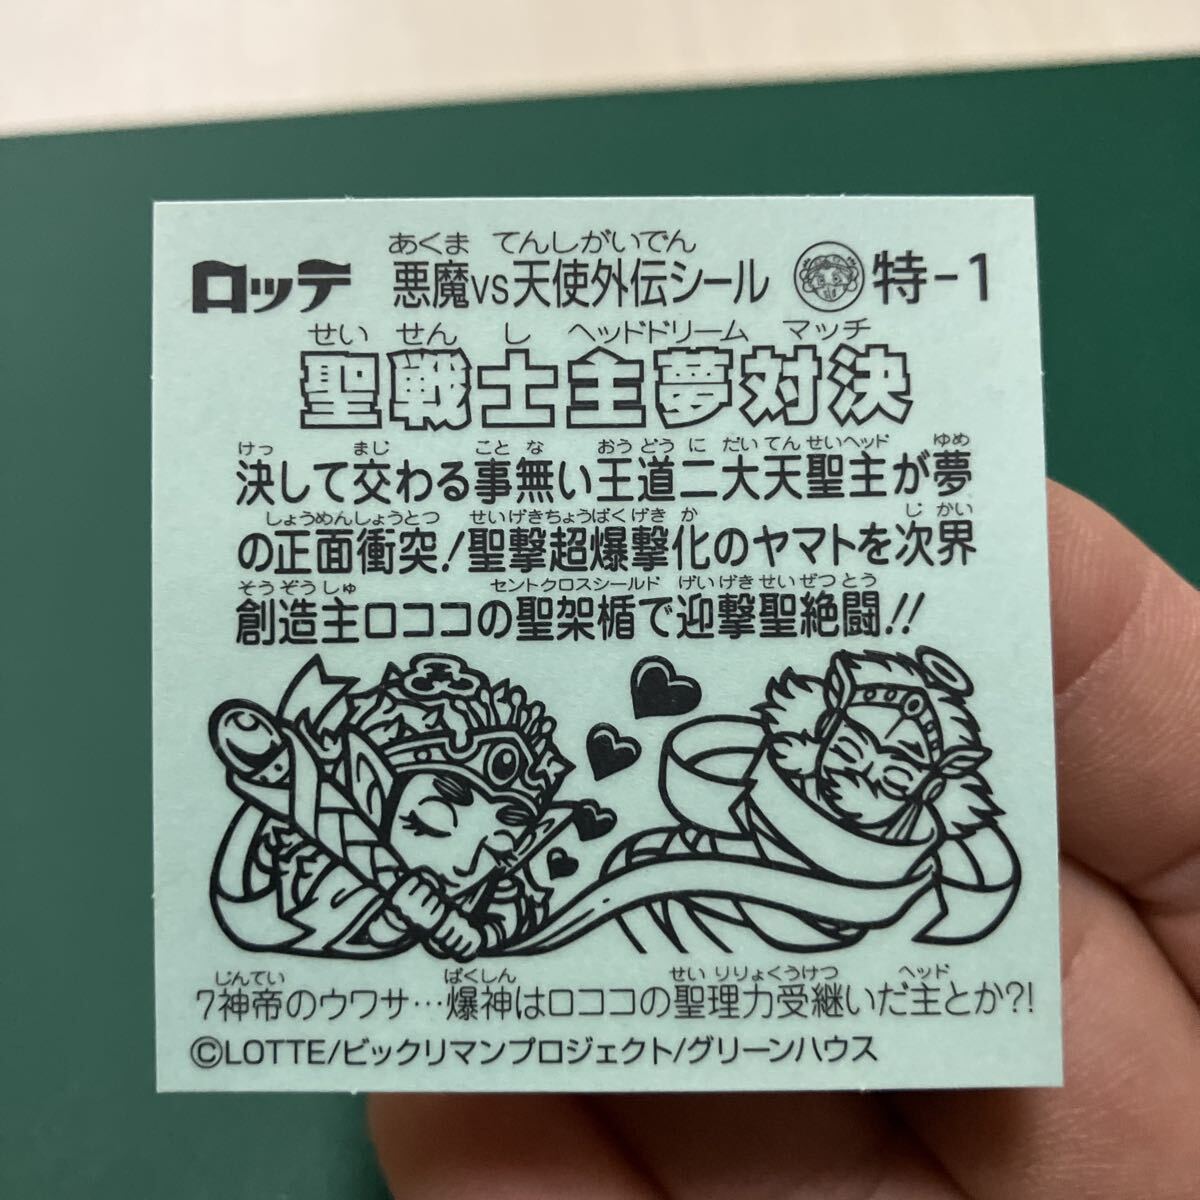 あくま てんしがいでん
ロッテ 悪魔VS天使外伝シール 特-1
せい せん し ヘッドドリーム マッチ
聖戦士主夢対決
けっ まじ こと な おう どう に だい てん せい ヘッド ゆめ
決して交わる事無い王道二大天聖主が夢
しょうめんしょうとつ せいげきちょうばくげき か じ かい
の正面衝突!聖撃超爆撃化のヤマトを次界
そうぞうしゅ セントクロスシールド げいげきせいぜつとう
創造主ロココの聖架楯で迎撃聖絶闘!!
じんてい ばくしん せい りりょくうけつ ヘッド
7神帝のウワサ…爆神はロココの聖理力受継いだ主とか?!
©LOTTE/ビックリマンプロジェクト/グリーンハウス